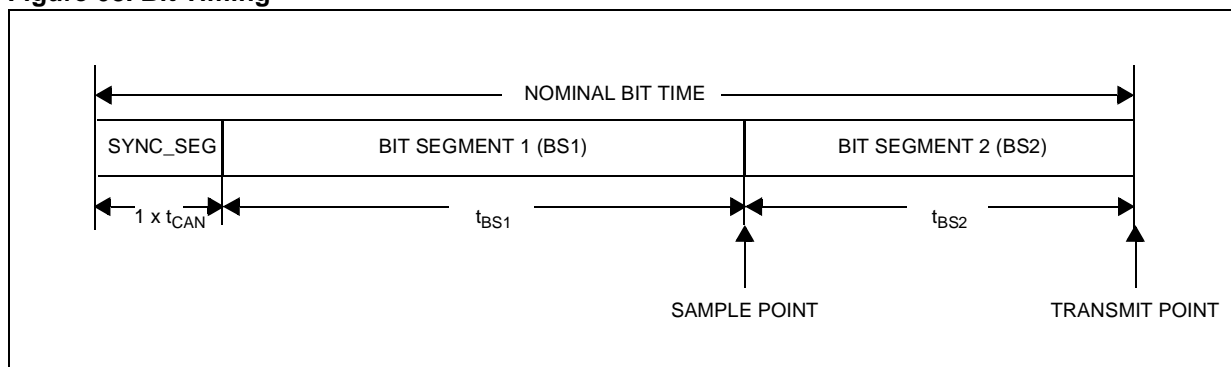 NOMINAL BIT TIME
SYNC_SEG BIT SEGMENT 1 (BS1) BIT SEGMENT 2 (BS2)
1 x tCAN tBS1 tBS2
SAMPLE POINT TRANSMIT POINT